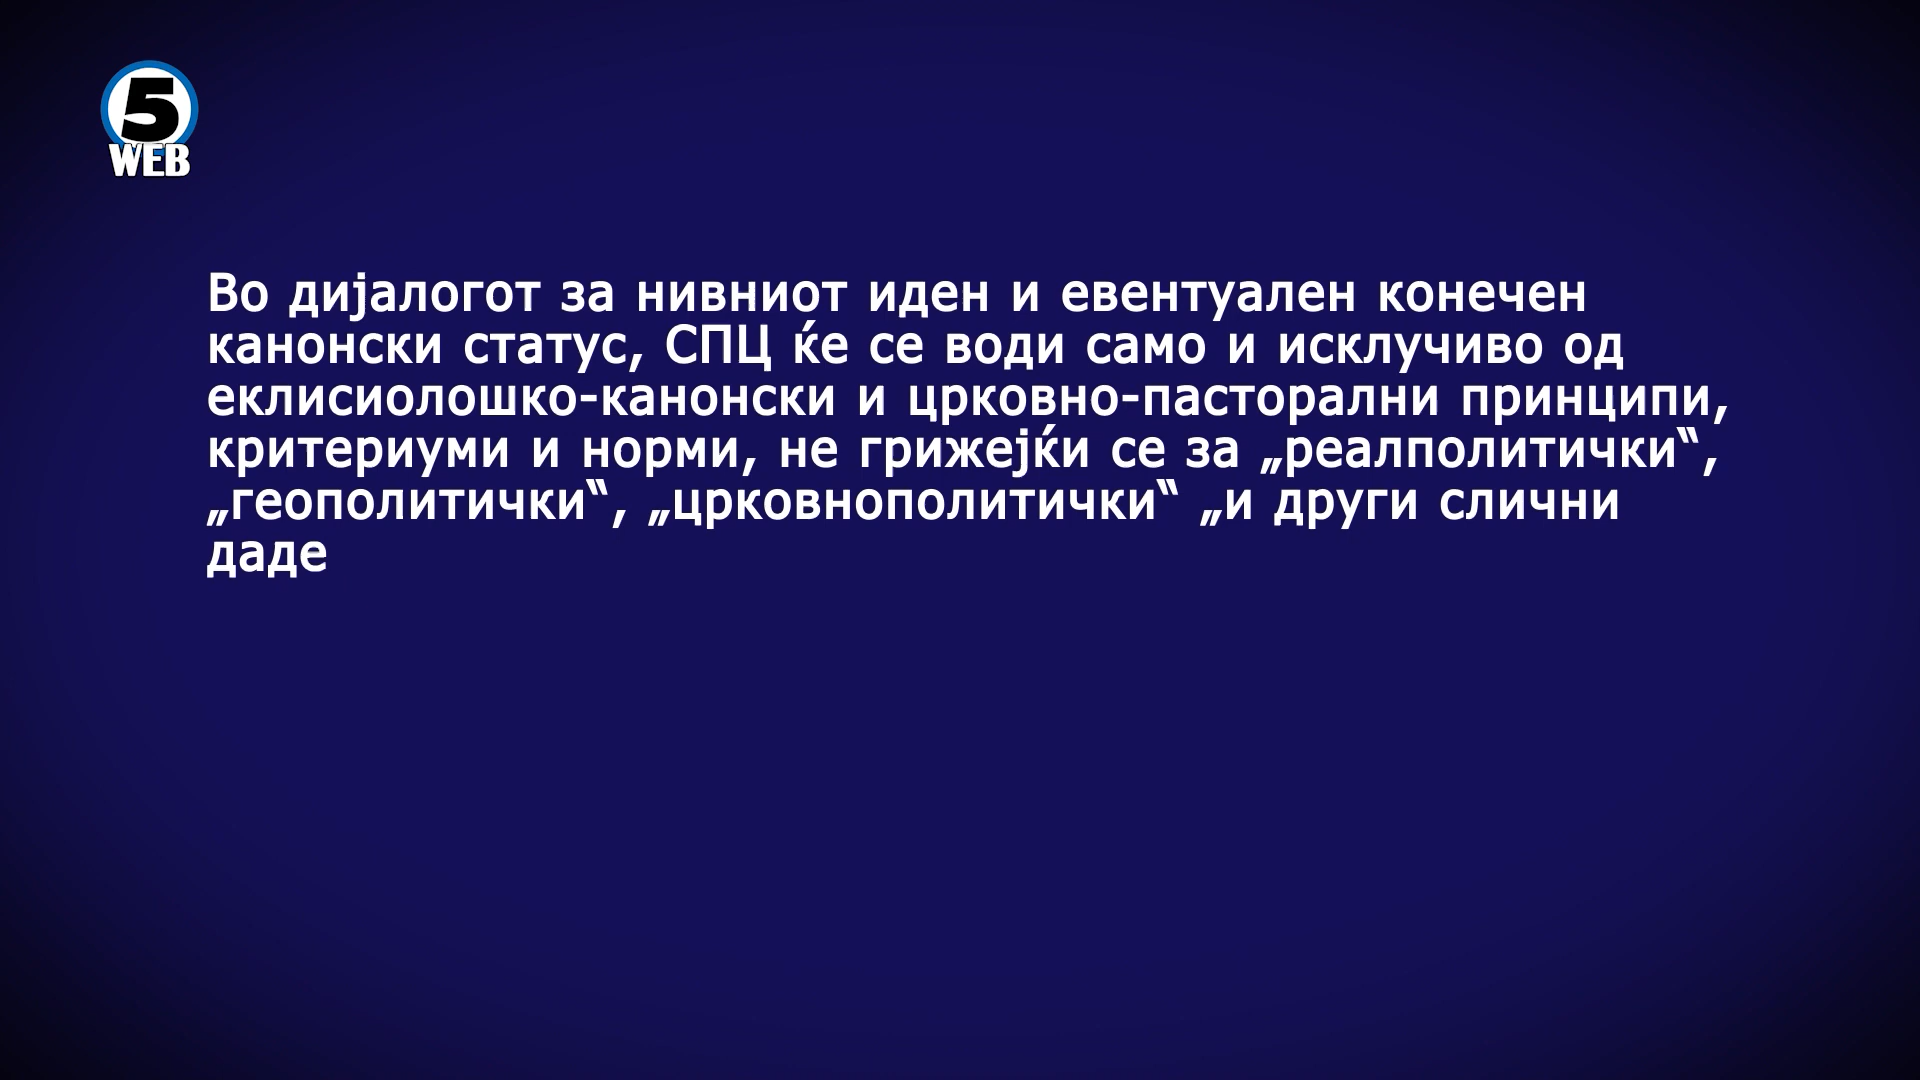 5
WEB
Во дијалогот за нивниот иден и евентуален конечен
канонски статус, СПЦ ќе се води само и исклучиво од
еклисиолошко-канонски и црковно-пасторални принципи,
критериуми и норми, не грижејќи се за „реалполитички“,
„геополитички“, „црковнополитички“ „и други слични
даде